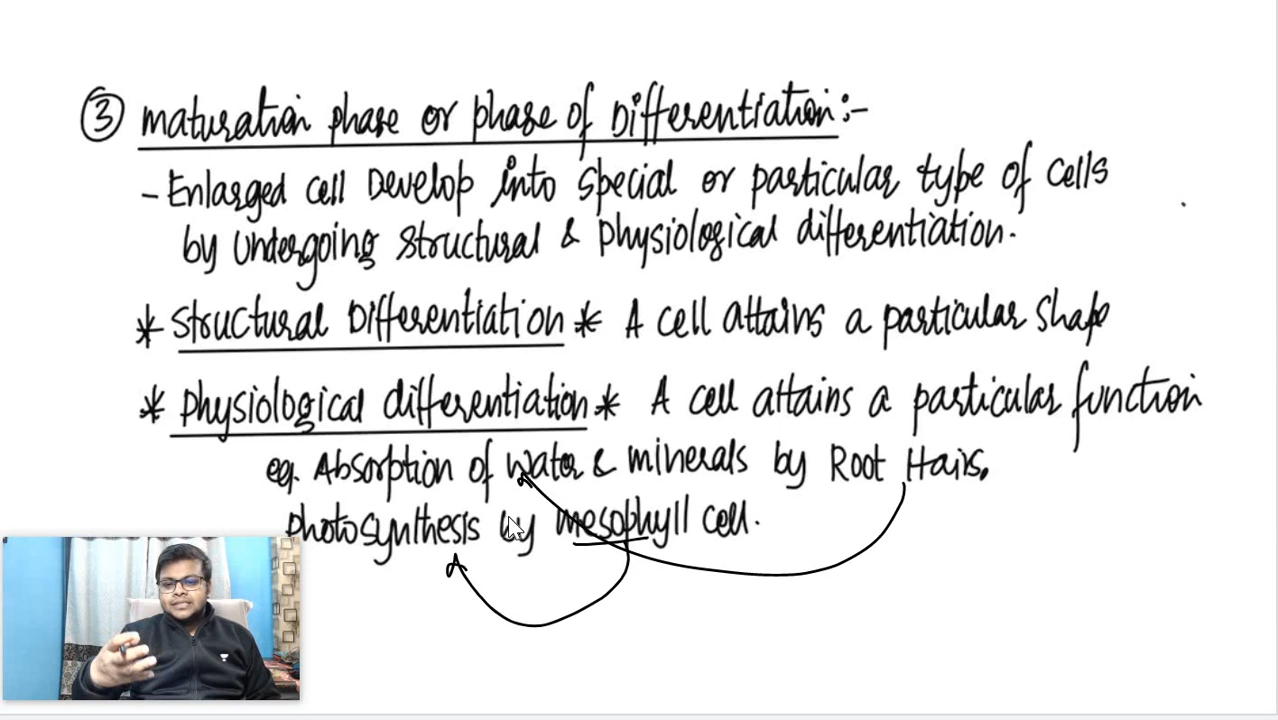 ③ Maturation phase or phase of Differentiation:-
- Enlarged cell Develop into special or particular type of cells
by undergoing structural & physiological differentiation.
* Structural Differentiation * A cell attains a particular shape
* physiological differentiation * A cell attains a particular function
eg. Absorption of water & minerals by Root Hairs.
photosynthesis by mesophyll cell.